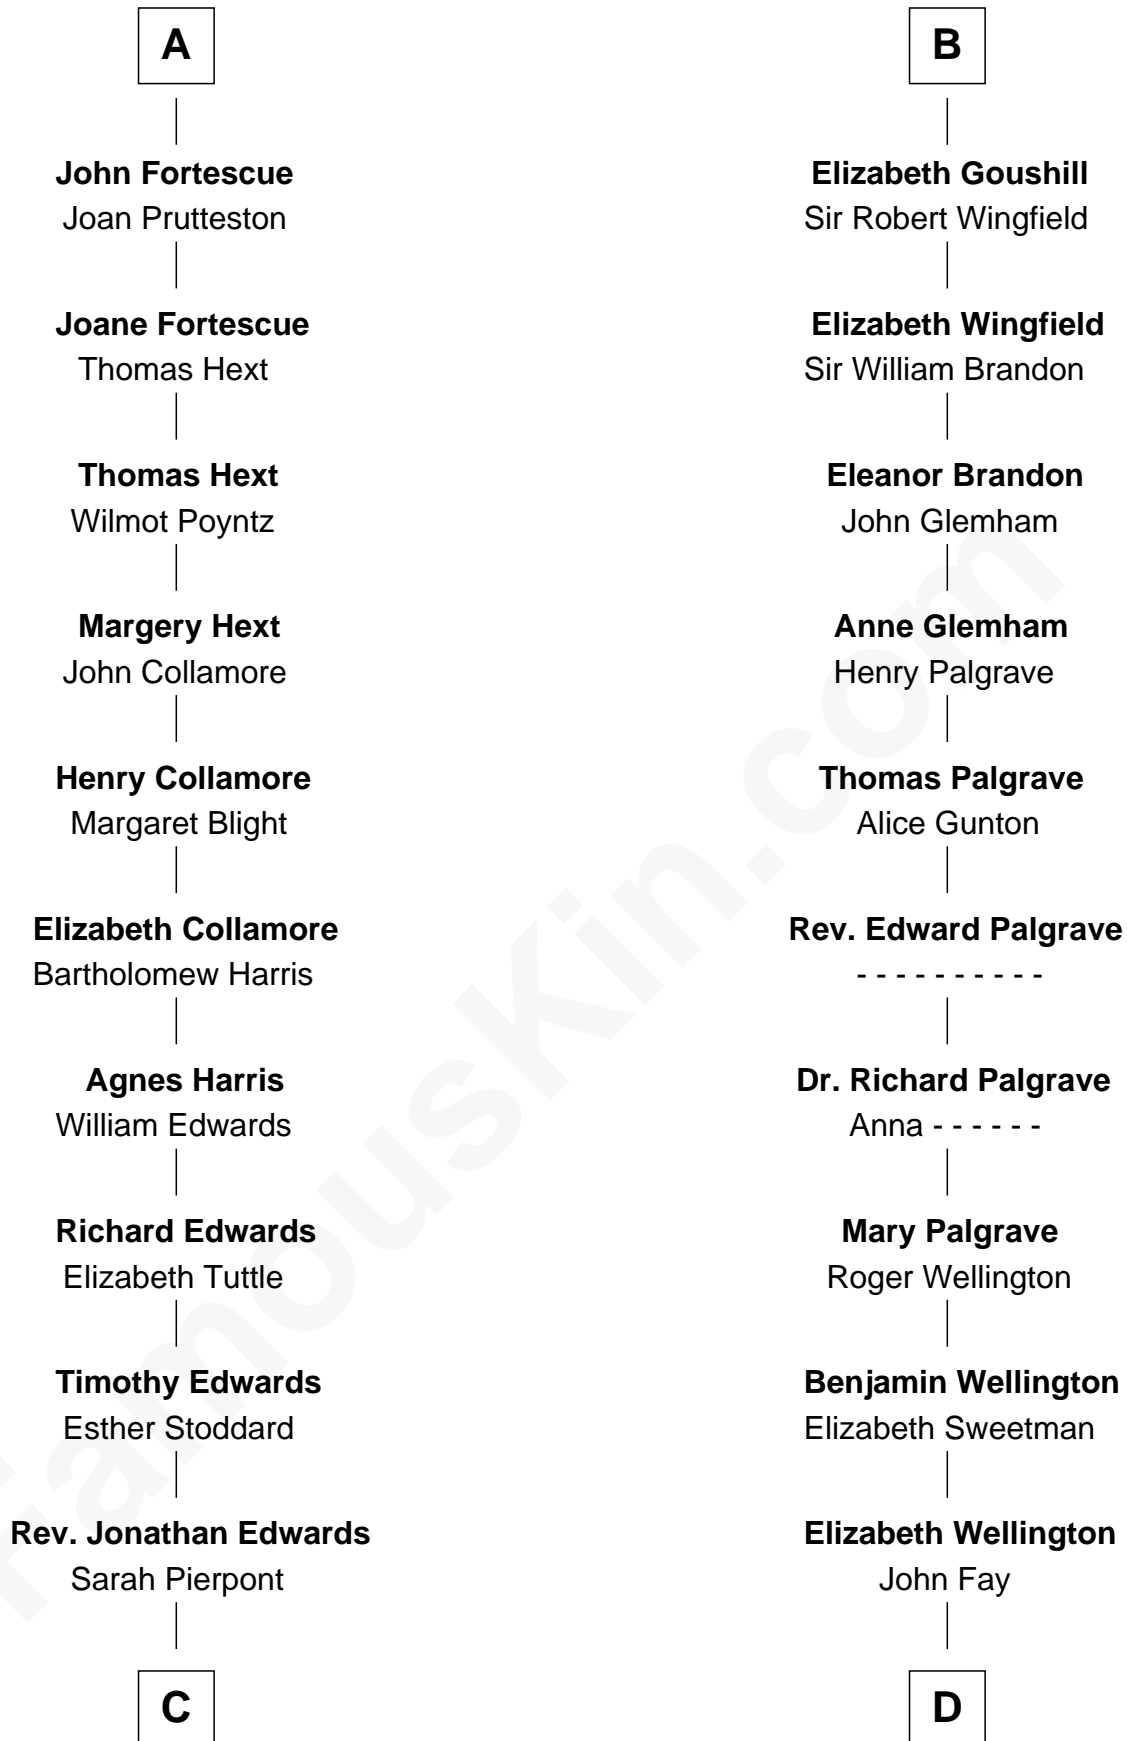 A
John Fortescue
Joan Prutteston
Joane Fortescue
Thomas Hext
Thomas Hext
Wilmot Poyntz
Margery Hext
John Collamore
Henry Collamore
Margaret Blight
Elizabeth Collamore
Bartholomew Harris
Agnes Harris
William Edwards
Richard Edwards
Elizabeth Tuttle
Timothy Edwards
Esther Stoddard
Rev. Jonathan Edwards
Sarah Pierpont
C
B
Elizabeth Goushill
Sir Robert Wingfield
Elizabeth Wingfield
Sir William Brandon
Eleanor Brandon
John Glemham
Anne Glemham
Henry Palgrave
Thomas Palgrave
Alice Gunton
Rev. Edward Palgrave
- - - - - - - - - -
Dr. Richard Palgrave
Anna - - - - - -
Mary Palgrave
Roger Wellington
Benjamin Wellington
Elizabeth Sweetman
Elizabeth Wellington
John Fay
D
famouskin.com